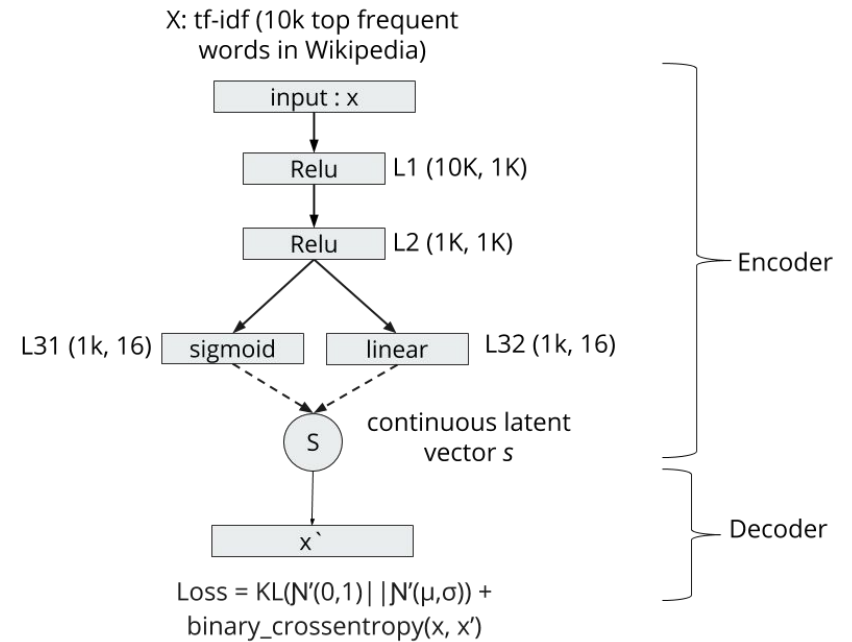 X: tf-idf (10k top frequent
words in Wikipedia)
input : x
Relu
L1 (10K, 1K)
Relu
L2 (1K, 1K)
Encoder
L31 (1k, 16)
sigmoid
linear
L32 (1k, 16)
S
continuous latent
vector s
Decoder
x`
Loss = KL(Ɲ’(0,1)||Ɲ’(μ,σ)) +
binary_crossentropy(x, x’)